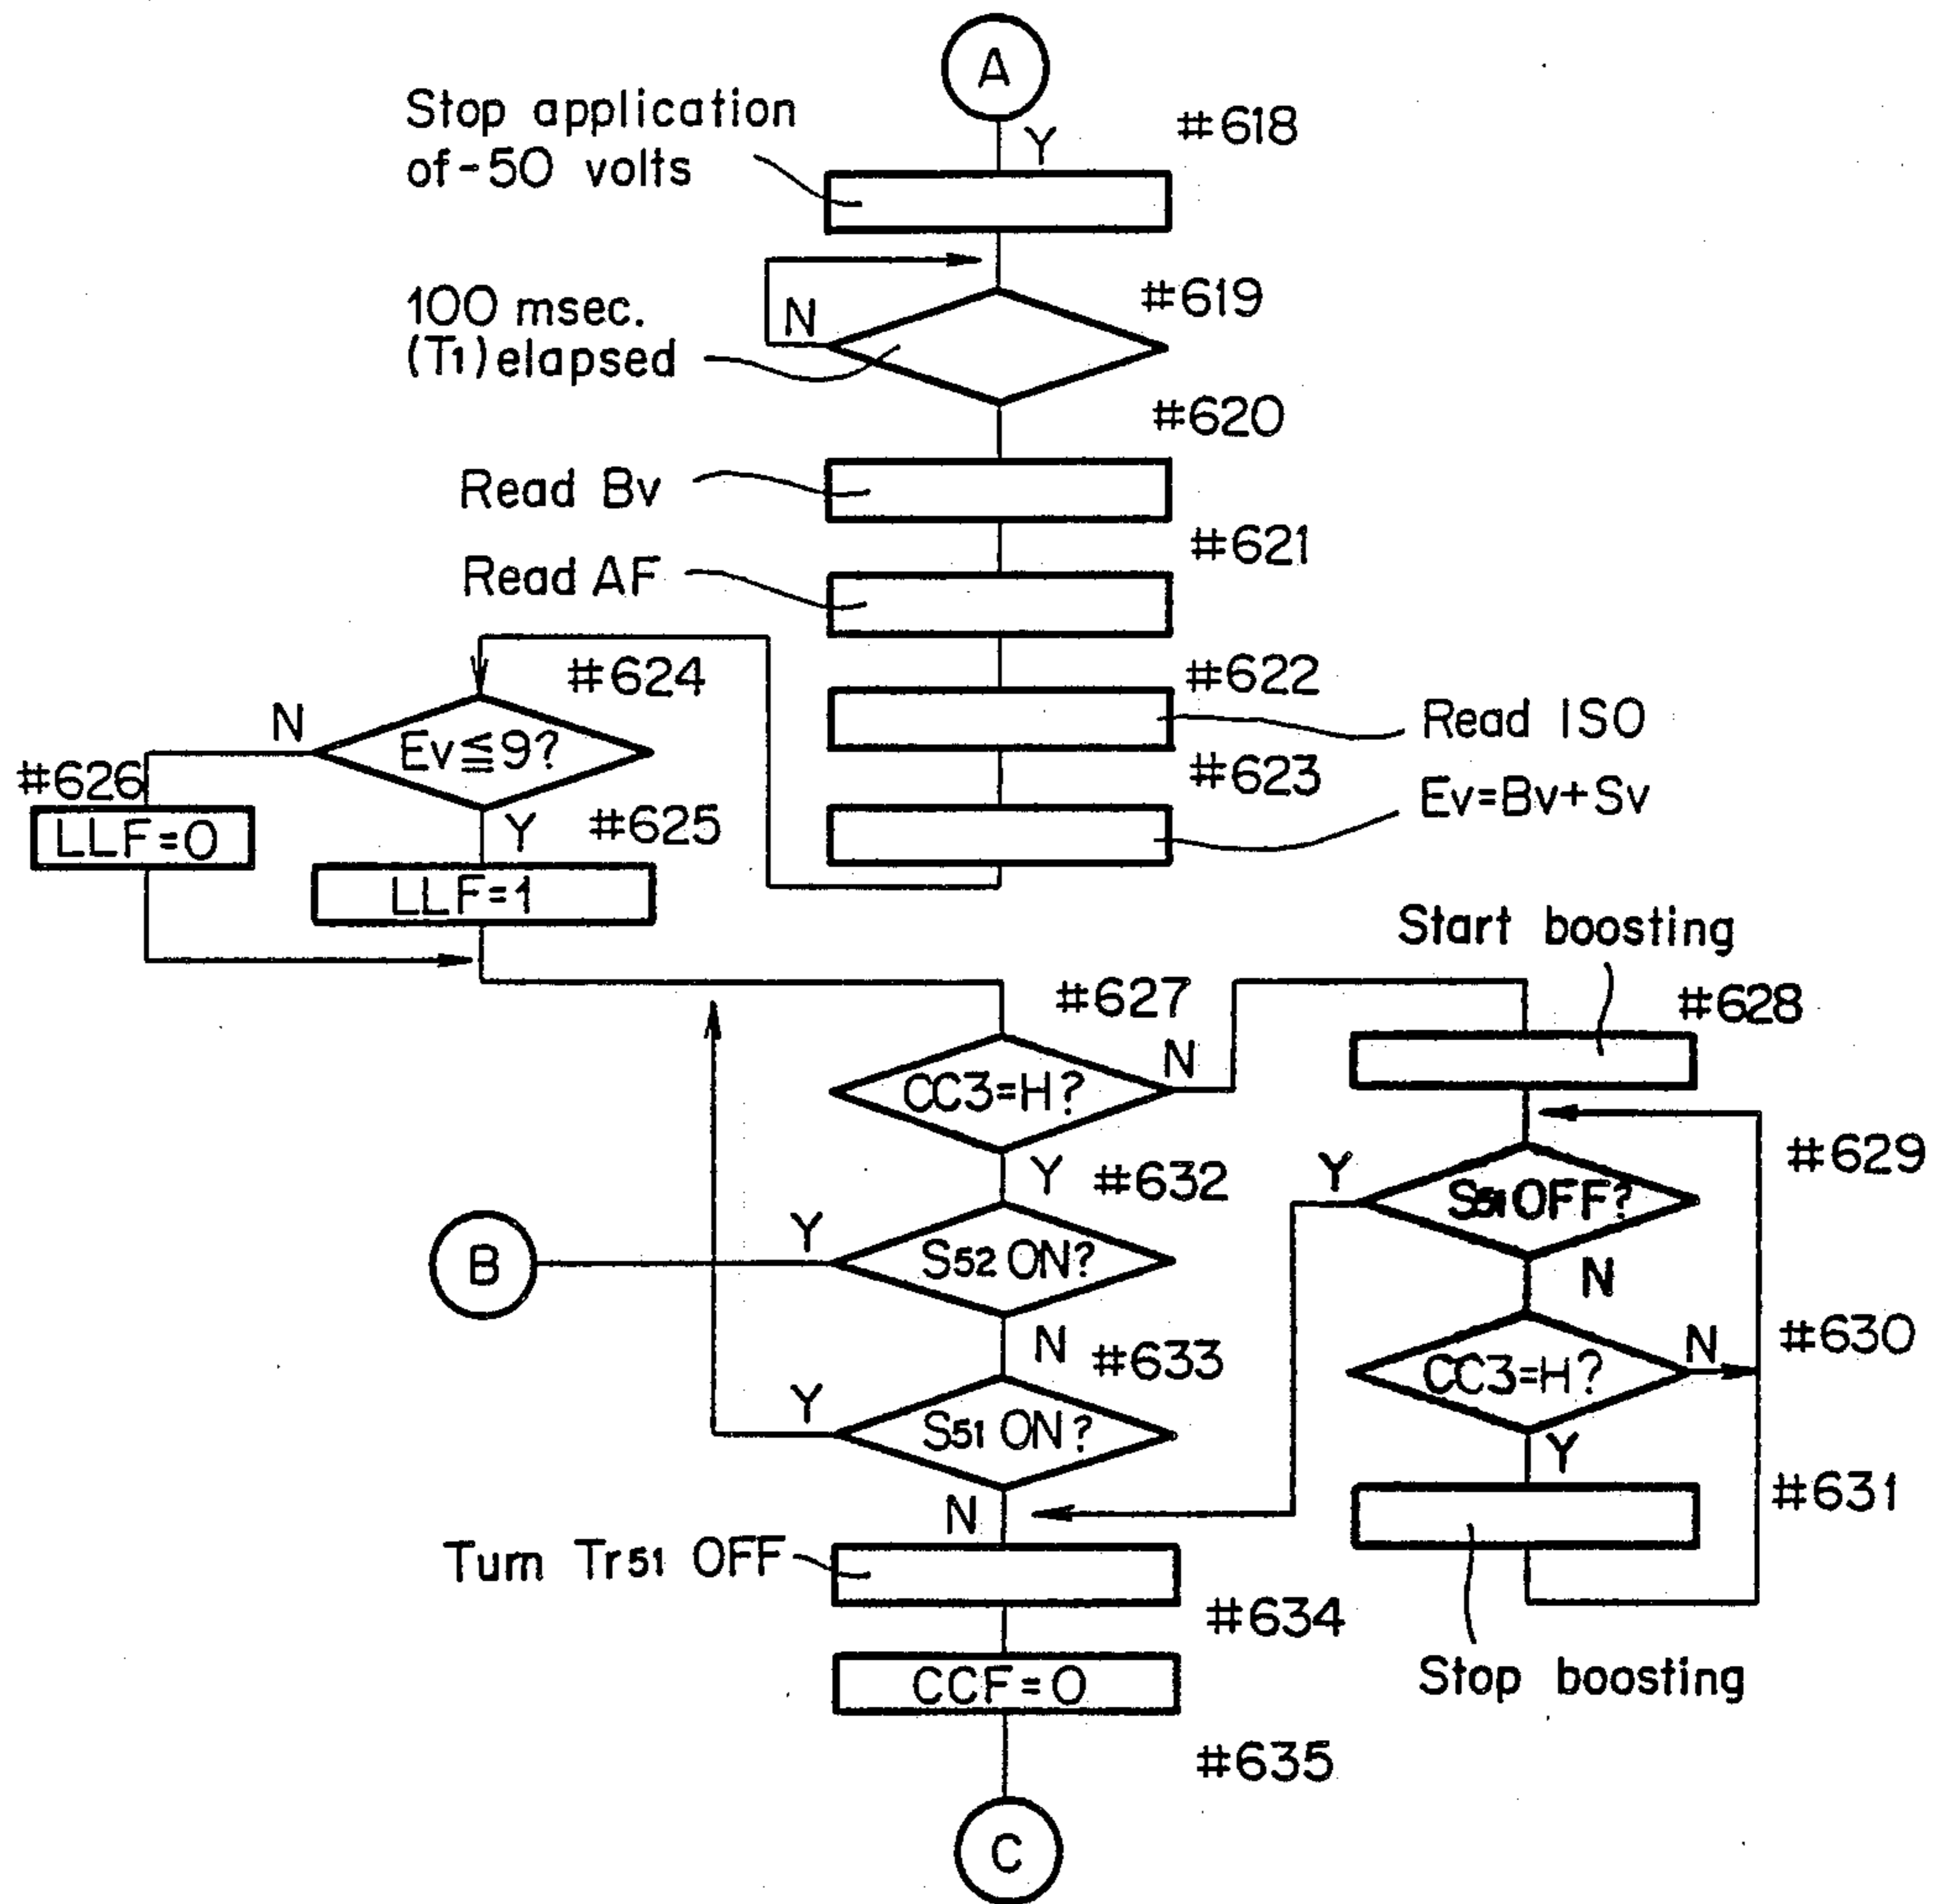 A
Stop application
of -50 volts
Y
#618
100 msec.
(T1) elapsed
N
#619
#620
Read Bv
#621
Read AF
#624
#622
Read ISO
N
Ev≦9?
#626
#623
Ev=Bv+Sv
LLF=0
Y
#625
LLF=1
Start boosting
#627
#628
CC3=H?
N
Y
#632
Y
#629
S51 OFF?
B
Y
S52 ON?
N
N
#633
CC3=H?
N
#630
Y
S51 ON?
Y
#631
N
Turn Tr51 OFF
#634
CCF=0
Stop boosting
#635
C